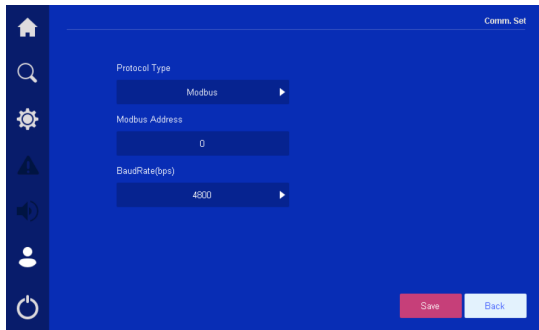 Comm. Set
Protocol Type
Modbus
Modbus Address
0
BaudRate(bps)
4800
Save
Back